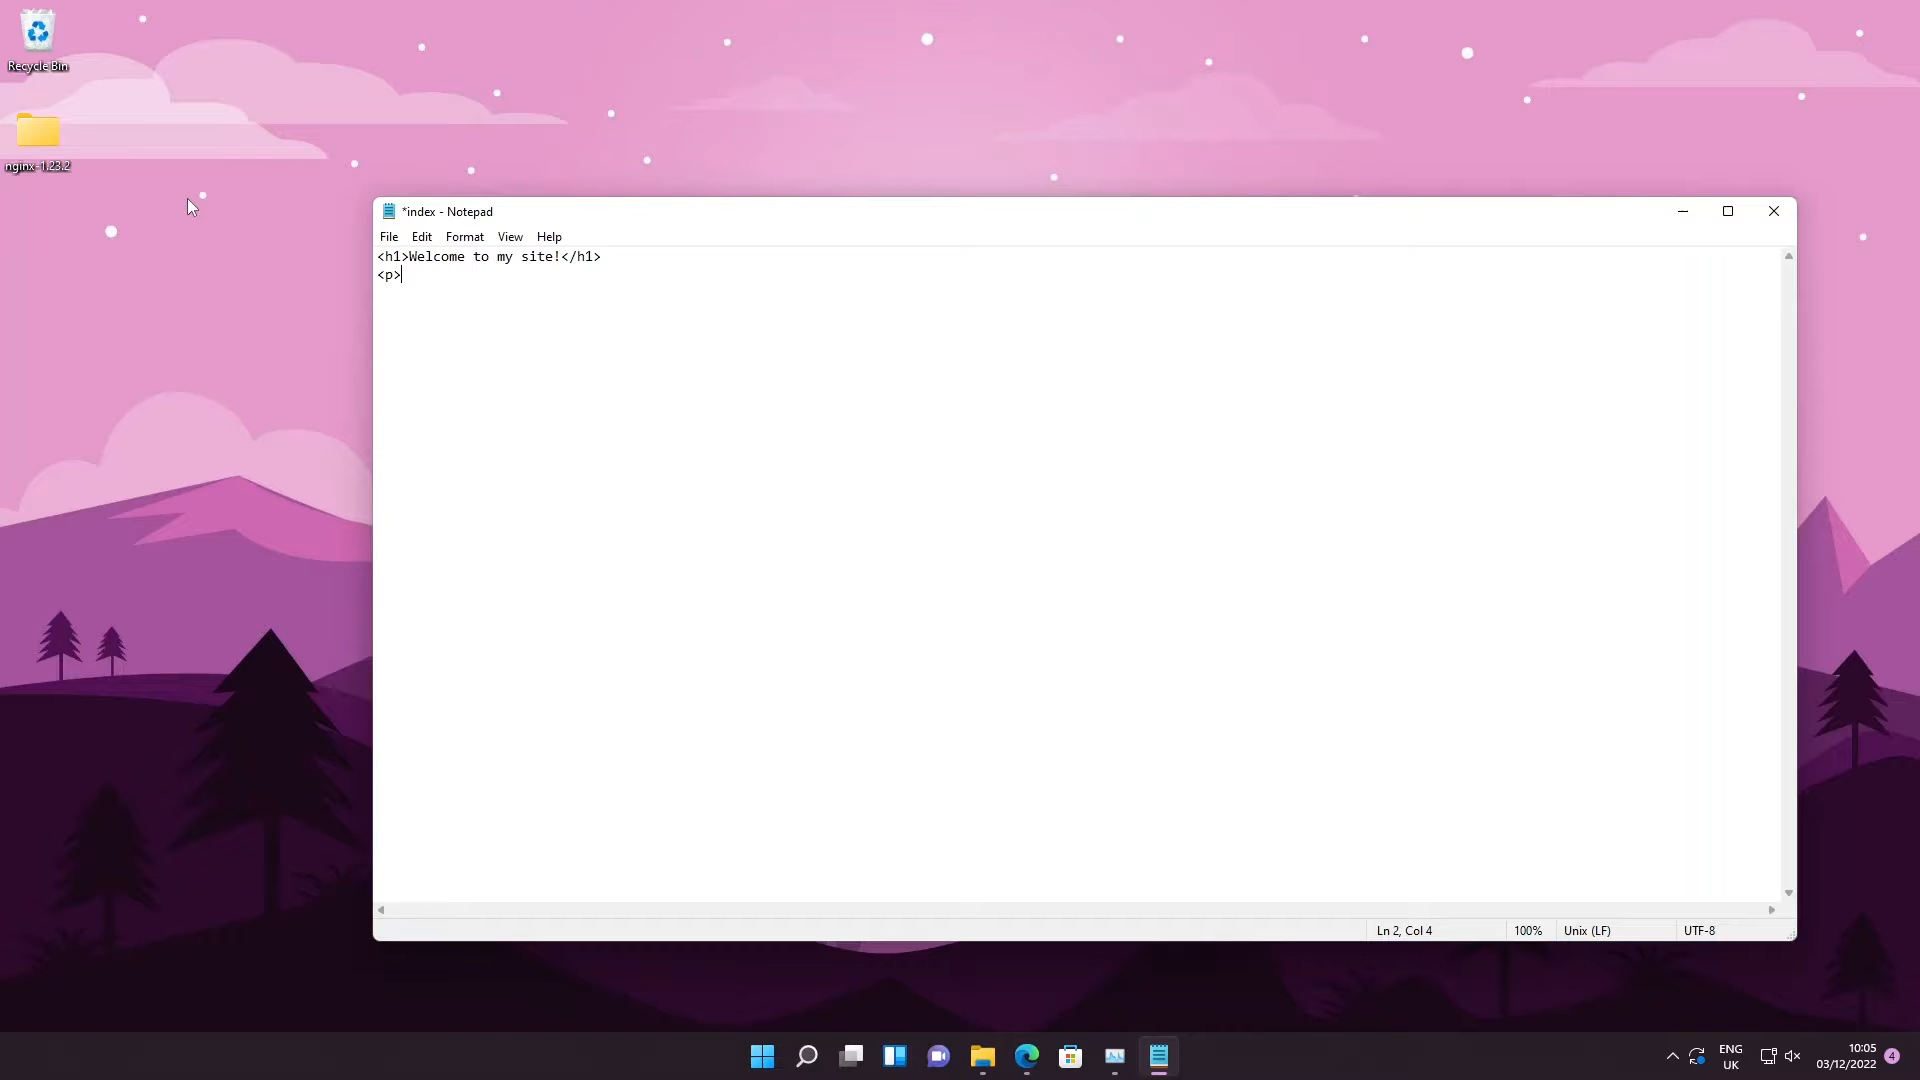 Recycle Bin
nginx-1.23.2
*index - Notepad
File Edit Format View Help
<h1>Welcome to my site!</h1>
<p>
Ln 2, Col 4 100% Unix (LF) UTF-8
ENG
UK
10:05
03/12/2022
4